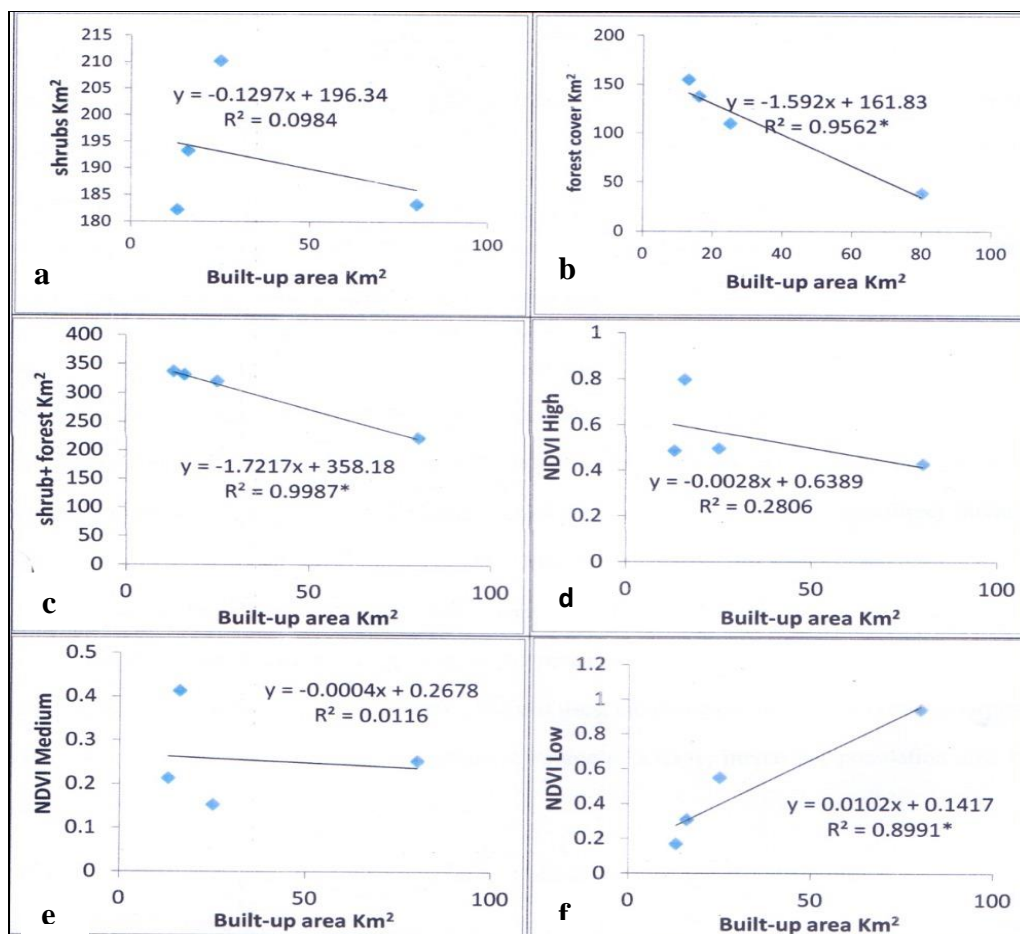 shrubs Km²
215
210
205
200
195
190
185
180
y = -0.1297x + 196.34
R² = 0.0984
0 50 100
Built-up area Km²
a
forest cover Km²
200
150
100
50
0
y = -1.592x + 161.83
R² = 0.9562*
0 20 40 60 80 100
Built-up area Km²
b
shrub+ forest Km²
400
350
300
250
200
150
100
50
0
y = -1.7217x + 358.18
R² = 0.9987*
0 50 100
Built-up area Km²
c
NDVI High
1
0.8
0.6
0.4
0.2
0
y = -0.0028x + 0.6389
R² = 0.2806
0 50 100
Built-up area Km²
d
NDVI Medium
0.5
0.4
0.3
0.2
0.1
0
y = -0.0004x + 0.2678
R² = 0.0116
0 50 100
Built-up area Km²
e
NDVI Low
1.2
1
0.8
0.6
0.4
0.2
0
y = 0.0102x + 0.1417
R² = 0.8991*
0 50 100
Built-up area Km²
f